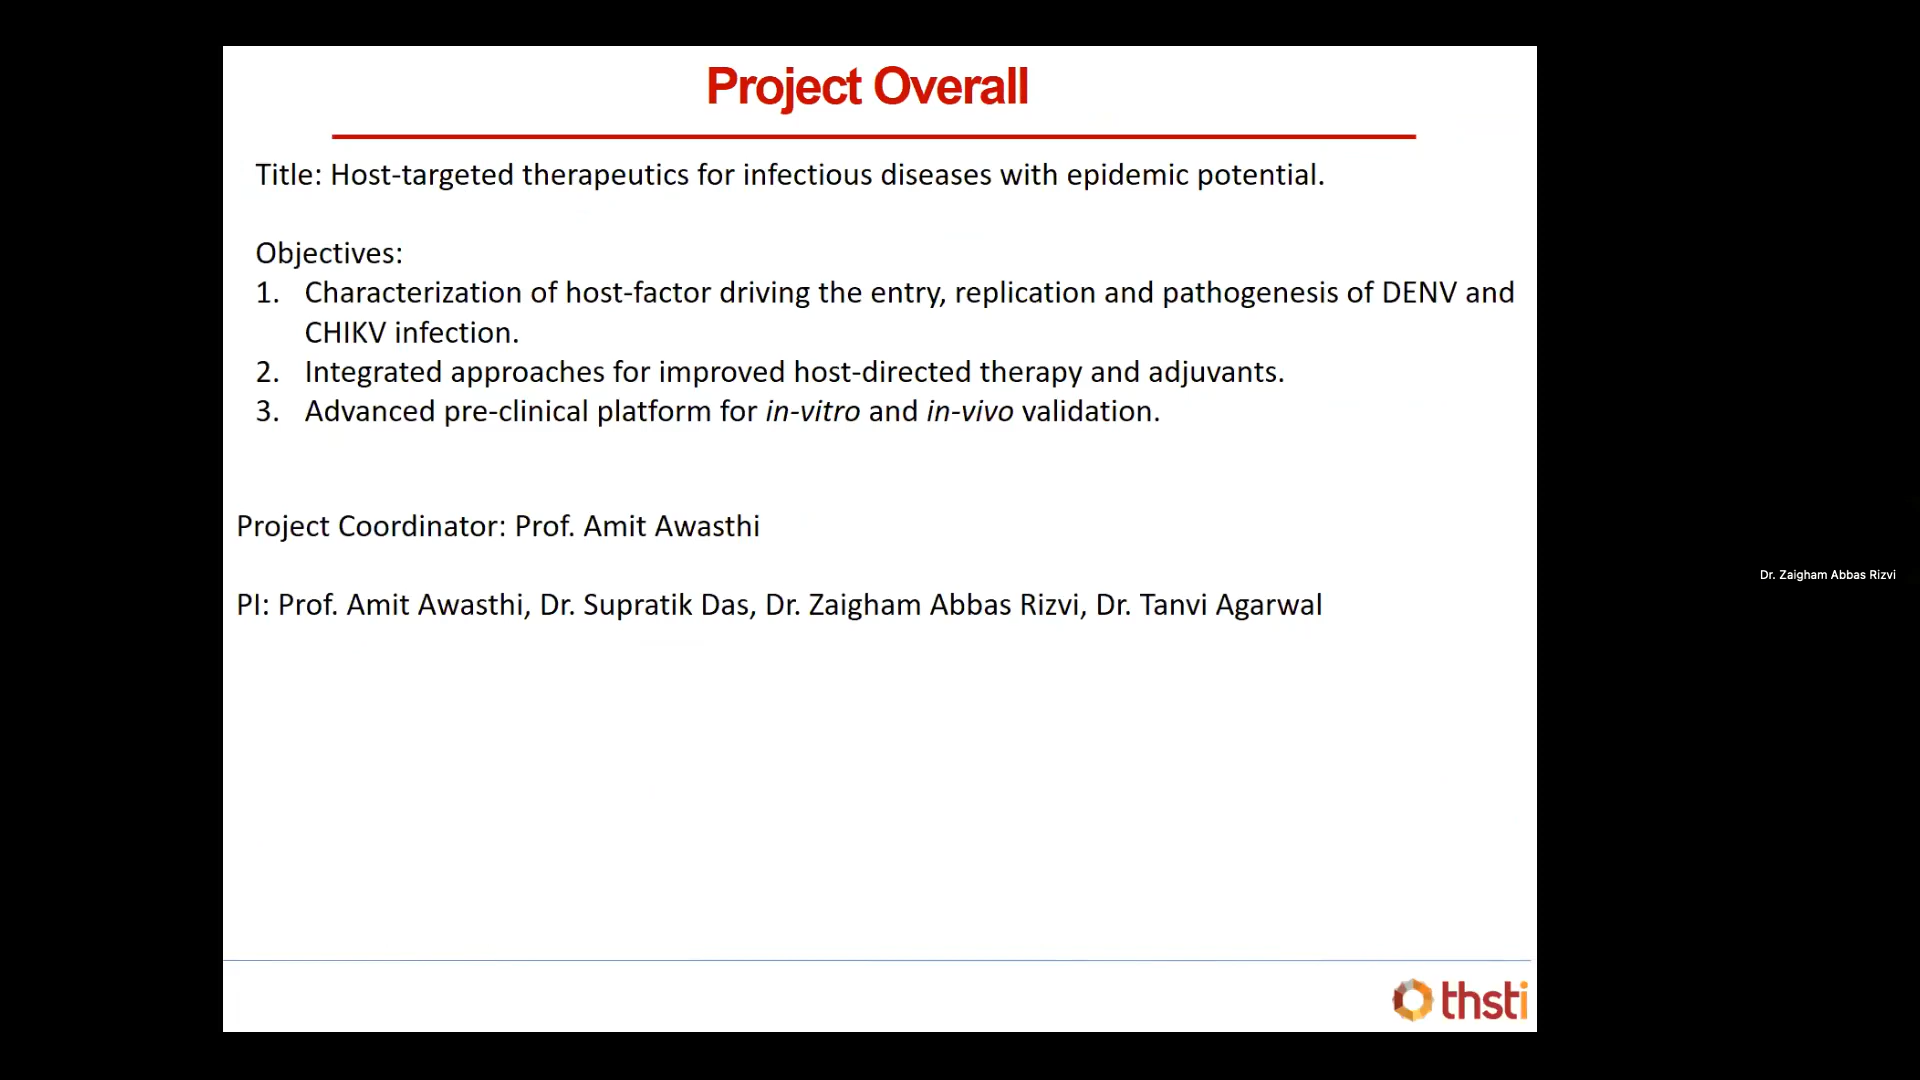 Project Overall
Title: Host-targeted therapeutics for infectious diseases with epidemic potential.
Objectives:
1. Characterization of host-factor driving the entry, replication and pathogenesis of DENV and
CHIKV infection.
2. Integrated approaches for improved host-directed therapy and adjuvants.
3. Advanced pre-clinical platform for in-vitro and in-vivo validation.
Project Coordinator: Prof. Amit Awasthi
Dr. Zaigham Abbas Rizvi
PI: Prof. Amit Awasthi, Dr. Supratik Das, Dr. Zaigham Abbas Rizvi, Dr. Tanvi Agarwal
thsti